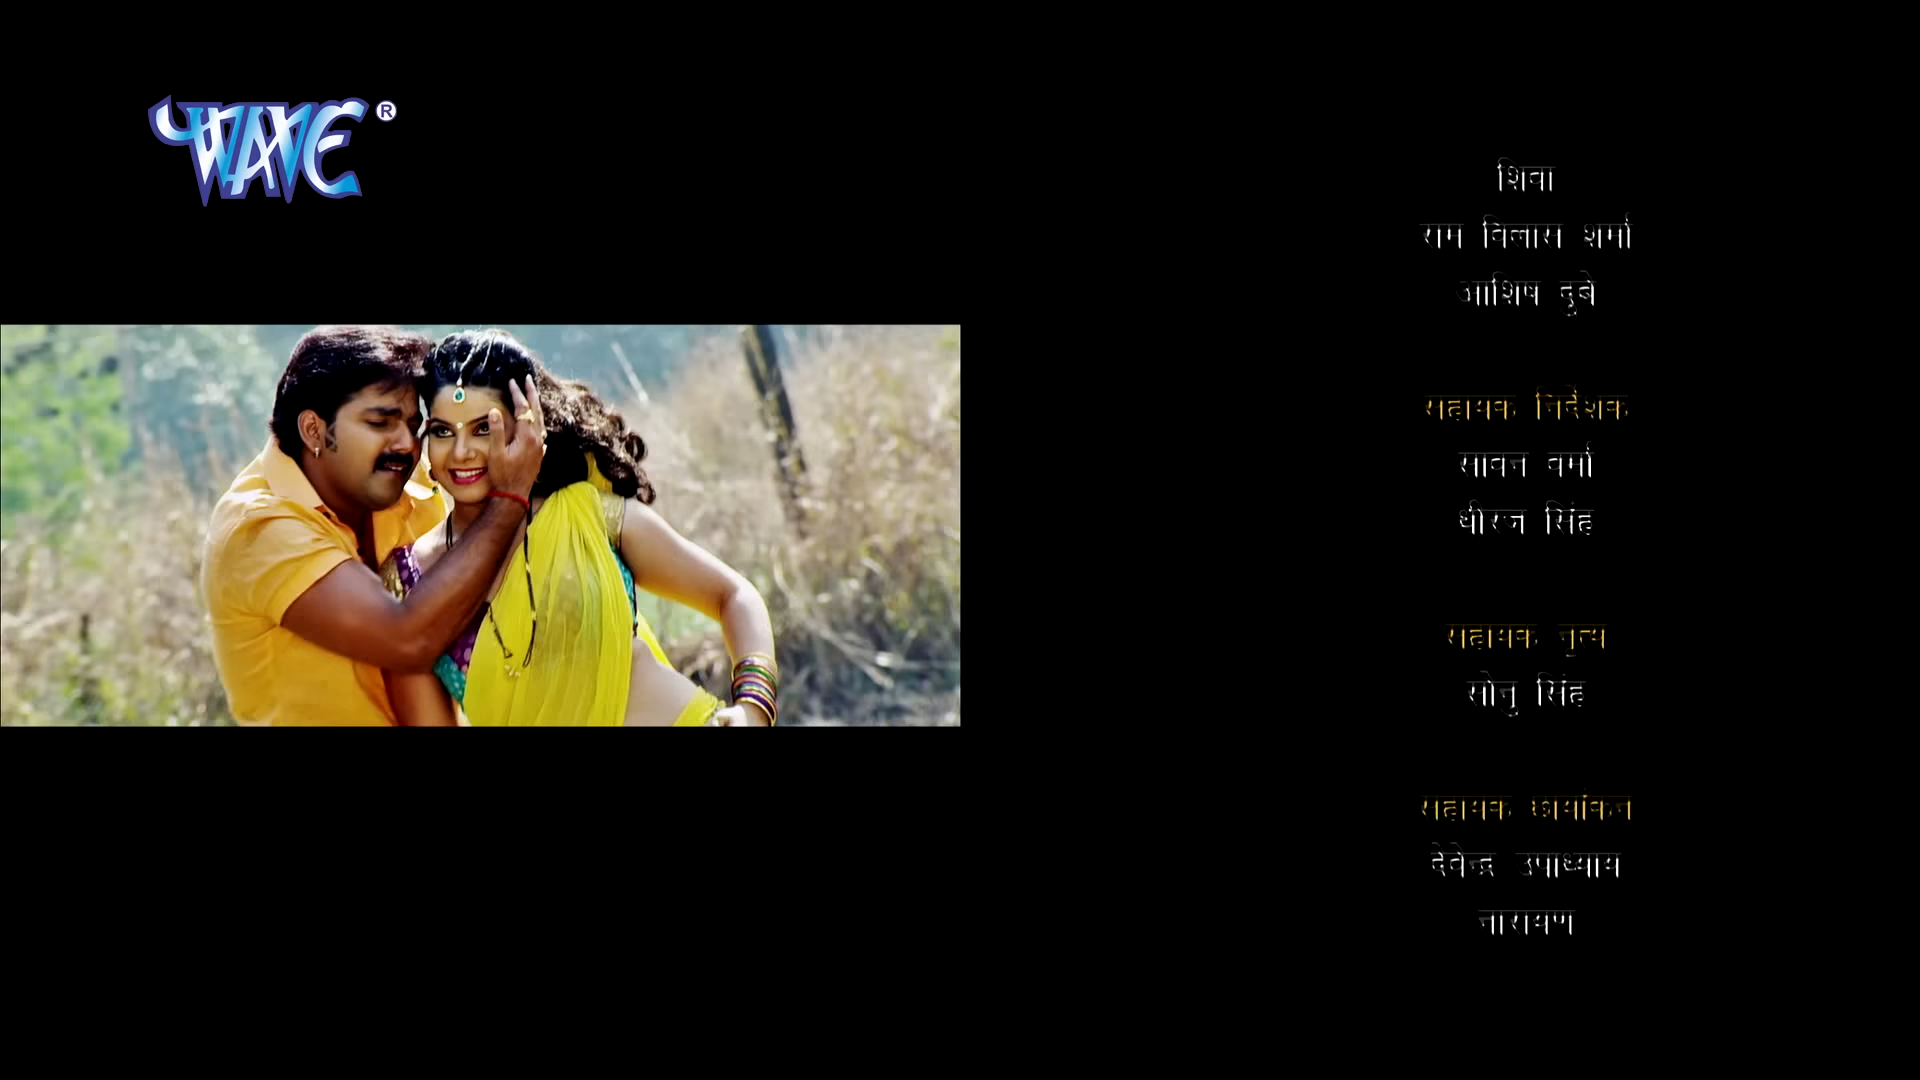 WAVE ®
शिवा
राम विलास शर्मा
आशिष दुबे
सहायक निर्देशक
सावन वर्मा
धीरज सिंह
सहायक नृत्य
सोनु सिंह
सहायक छायांकन
देवेन्द्र उपाध्याय
नारायण